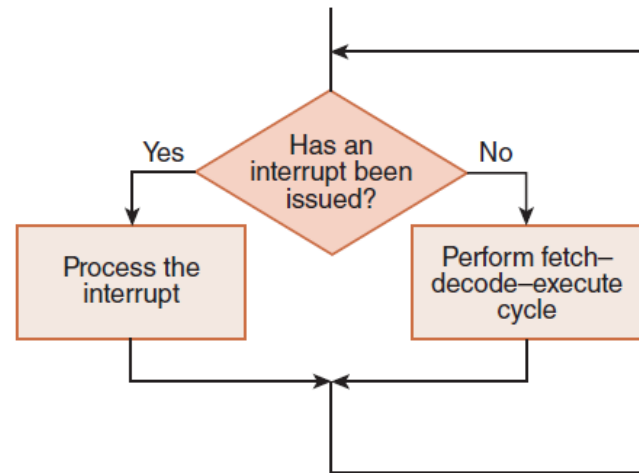 Has an
interrupt been
issued?
Yes
No
Process the
interrupt
Perform fetch–
decode–execute
cycle